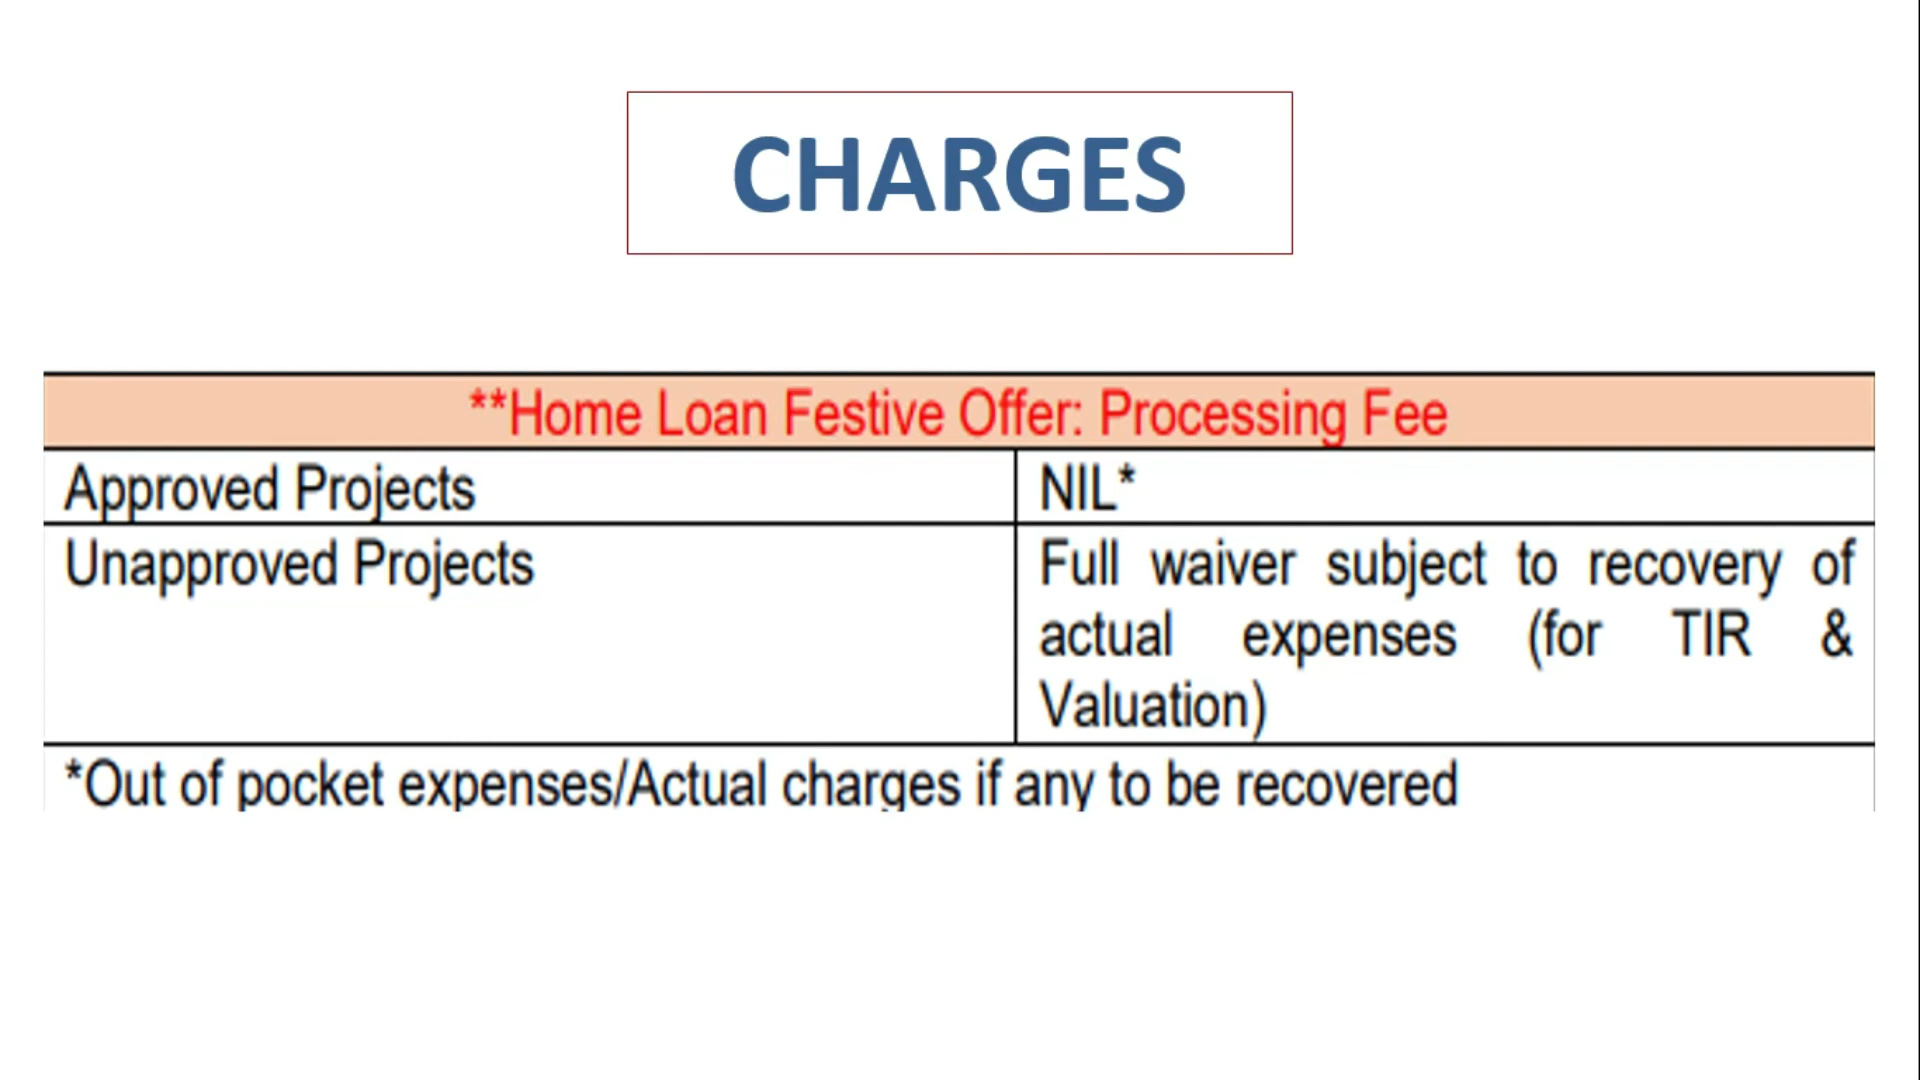 CHARGES
**Home Loan Festive Offer: Processing Fee
Approved Projects NIL*
Unapproved Projects Full waiver subject to recovery of
actual expenses (for TIR &
Valuation)
*Out of pocket expenses/Actual charges if any to be recovered